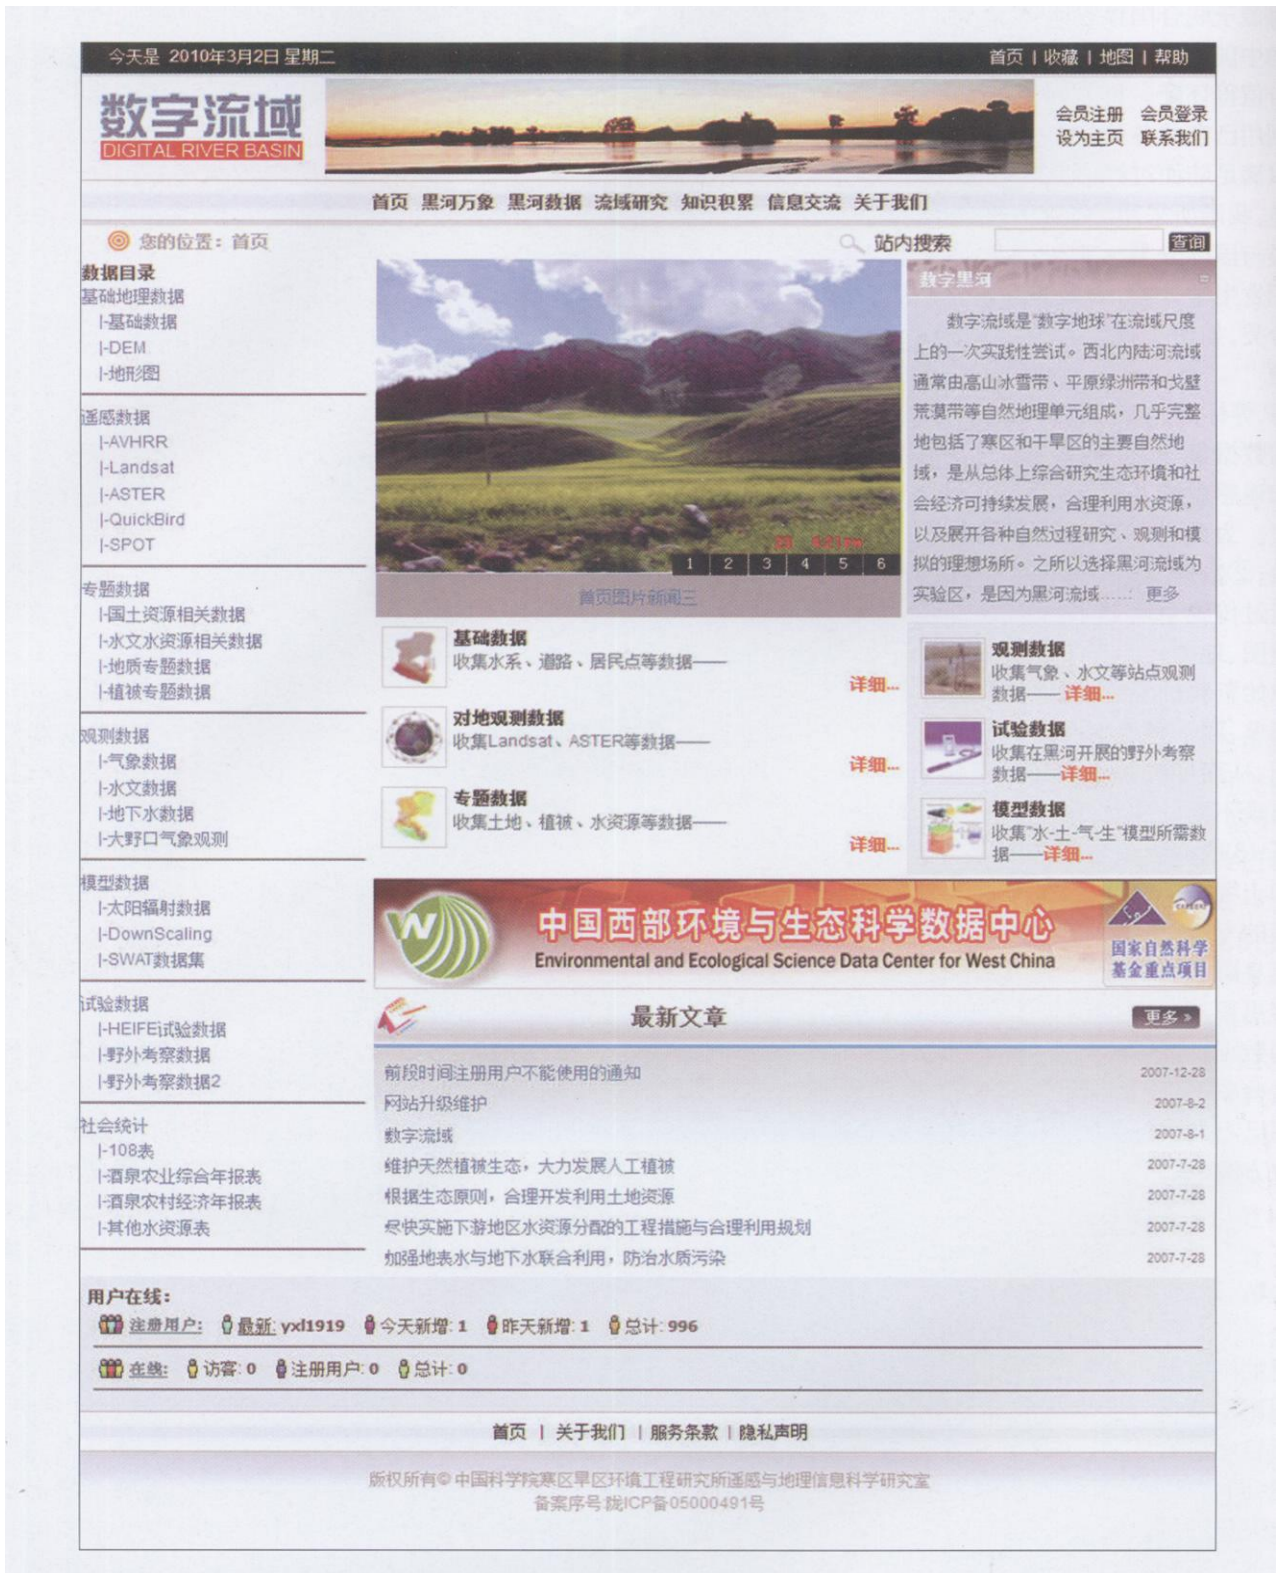 今天是 2010年3月2日 星期二
首页 | 收藏 | 地图 | 帮助
数字流域
DIGITAL RIVER BASIN
会员注册 会员登录
设为主页 联系我们
首页 黑河万象 黑河数据 流域研究 知识积累 信息交流 关于我们
您的位置：首页
站内搜索
查询
数据目录
基础地理数据
|-基础数据
|-DEM
|-地形图
遥感数据
|-AVHRR
|-Landsat
|-ASTER
|-QuickBird
|-SPOT
专题数据
|-国土资源相关数据
|-水文水资源相关数据
|-地质专题数据
|-植被专题数据
观测数据
|-气象数据
|-水文数据
|-地下水数据
|-大野口气象观测
模型数据
|-太阳辐射数据
|-DownScaling
|-SWAT数据集
试验数据
|-HEIFE试验数据
|-野外考察数据
|-野外考察数据2
社会统计
|-108表
|-酒泉农业综合年报表
|-酒泉农村经济年报表
|-其他水资源表
1 2 3 4 5 6
首页图片新闻三
数字黑河
数字流域是“数字地球”在流域尺度
上的一次实践性尝试。西北内陆河流域
通常由高山冰雪带、平原绿洲带和戈壁
荒漠带等自然地理单元组成，几乎完整
地包括了寒区和干旱区的主要自然地
域，是从总体上综合研究生态环境和社
会经济可持续发展，合理利用水资源，
以及展开各种自然过程研究、观测和模
拟的理想场所。之所以选择黑河流域为
实验区，是因为黑河流域……: 更多
基础数据
收集水系、道路、居民点等数据——
详细...
对地观测数据
收集Landsat、ASTER等数据——
详细...
专题数据
收集土地、植被、水资源等数据——
详细...
观测数据
收集气象、水文等站点观测
数据—— 详细...
试验数据
收集在黑河开展的野外考察
数据——详细...
模型数据
收集“水-土-气-生”模型所需数
据——详细...
中国西部环境与生态科学数据中心
Environmental and Ecological Science Data Center for West China
国家自然科学
基金重点项目
最新文章
更多 »
前段时间注册用户不能使用的通知 2007-12-28
网站升级维护 2007-8-2
数字流域 2007-8-1
维护天然植被生态，大力发展人工植被 2007-7-28
根据生态原则，合理开发利用土地资源 2007-7-28
尽快实施下游地区水资源分配的工程措施与合理利用规划 2007-7-28
加强地表水与地下水联合利用，防治水质污染 2007-7-28
用户在线：
注册用户: 最新: yxl1919 今天新增: 1 昨天新增: 1 总计: 996
在线: 访客: 0 注册用户: 0 总计: 0
首页 | 关于我们 | 服务条款 | 隐私声明
版权所有© 中国科学院寒区旱区环境工程研究所遥感与地理信息科学研究室
备案序号:陇ICP备05000491号